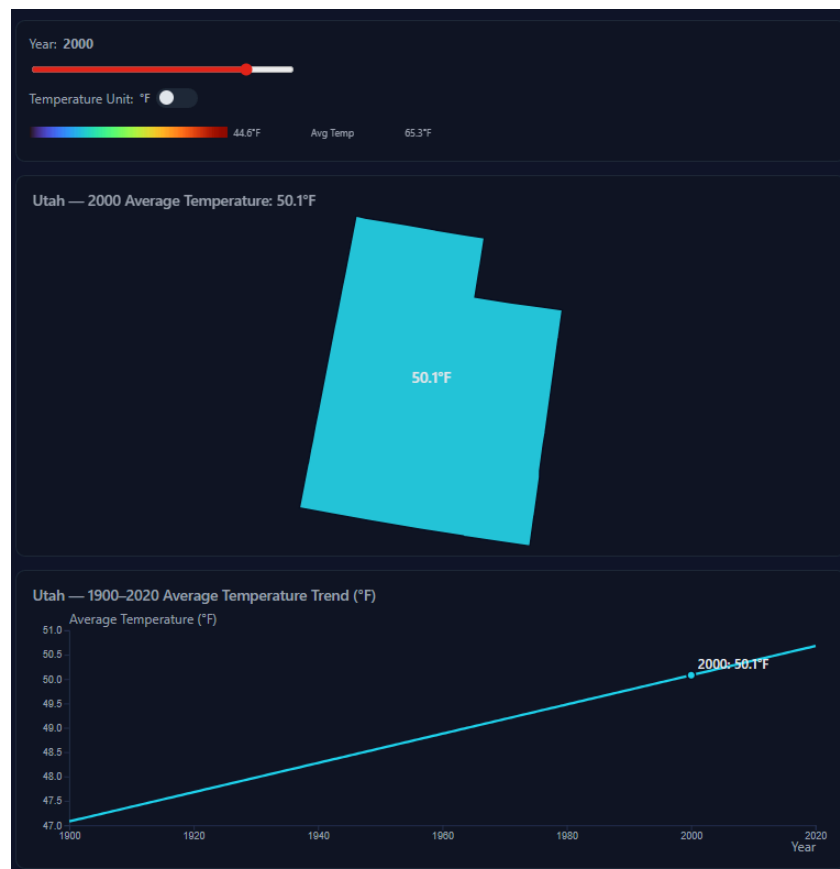 Year: 2000
Temperature Unit: °F
44.6°F Avg Temp 65.3°F
Utah — 2000 Average Temperature: 50.1°F
50.1°F
Utah — 1900–2020 Average Temperature Trend (°F)
Average Temperature (°F)
51.0
50.5
2000: 50.1°F
50.0
49.5
49.0
48.5
48.0
47.5
47.0
1900 1920 1940 1960 1980 2000 2020
Year